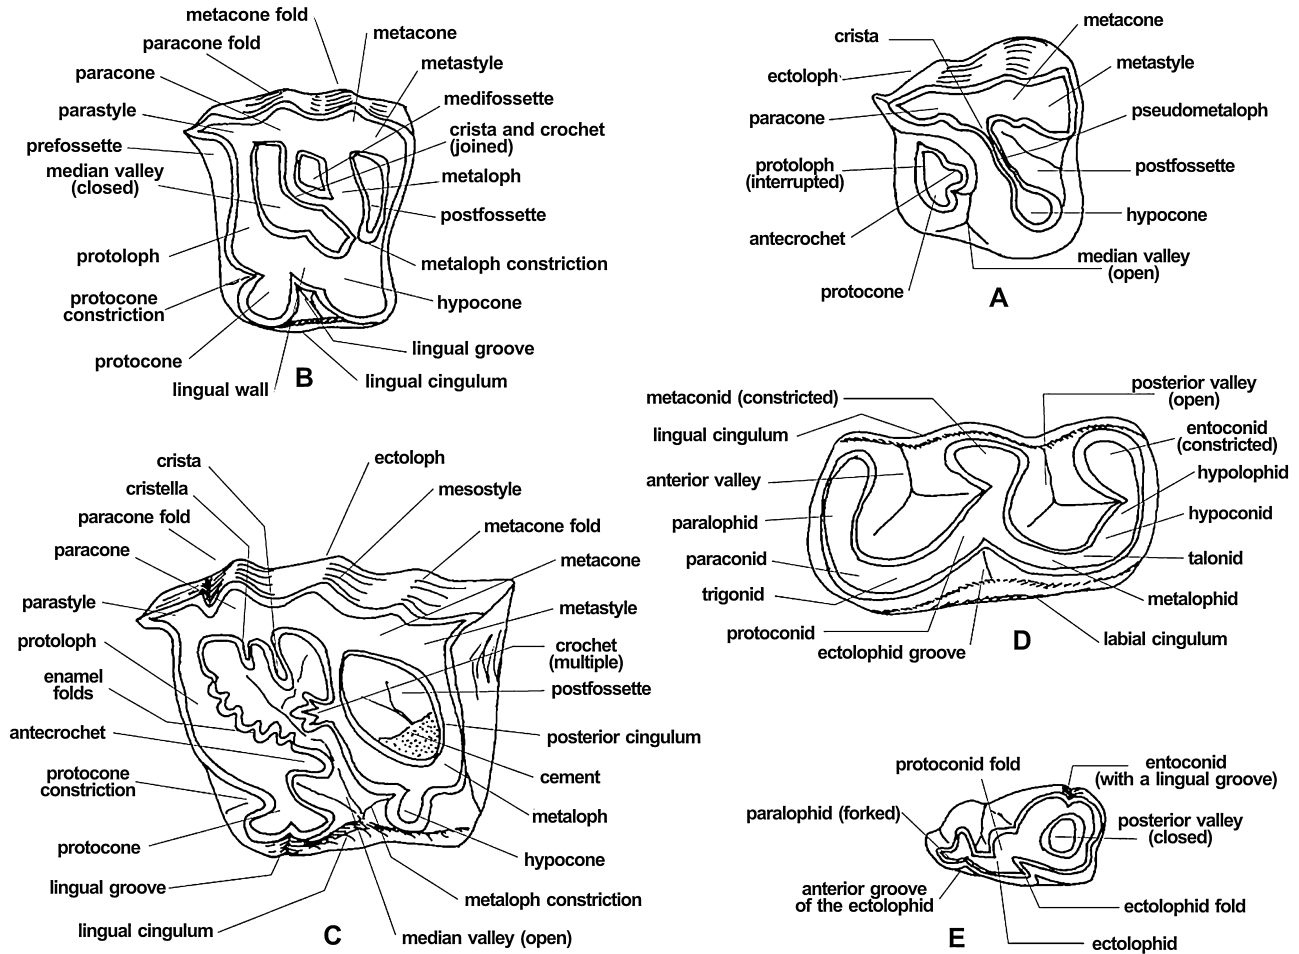 metacone fold
paracone fold
metacone
paracone
metastyle
parastyle
medifossette
crista and crochet
(joined)
prefossette
median valley
(closed)
metaloph
postfossette
protoloph
metaloph constriction
protocone
constriction
hypocone
protocone
lingual groove
lingual wall
lingual cingulum
B
metacone
crista
metastyle
ectoloph
pseudometaloph
paracone
protoloph
(interrupted)
postfossette
hypocone
antecrochet
median valley
(open)
protocone
A
crista
ectoloph
cristella
mesostyle
paracone fold
metacone fold
paracone
metacone
parastyle
metastyle
protoloph
crochet
(multiple)
enamel
folds
postfossette
antecrochet
posterior cingulum
protocone
constriction
cement
metaloph
protocone
hypocone
lingual groove
metaloph constriction
lingual cingulum
median valley (open)
C
metaconid (constricted)
posterior valley
(open)
lingual cingulum
entoconid
(constricted)
anterior valley
hypolophid
paralophid
hypoconid
paraconid
talonid
trigonid
metalophid
protoconid
labial cingulum
ectolophid groove
D
protoconid fold
entoconid
(with a lingual groove)
paralophid (forked)
posterior valley
(closed)
anterior groove
of the ectolophid
ectolophid fold
ectolophid
E